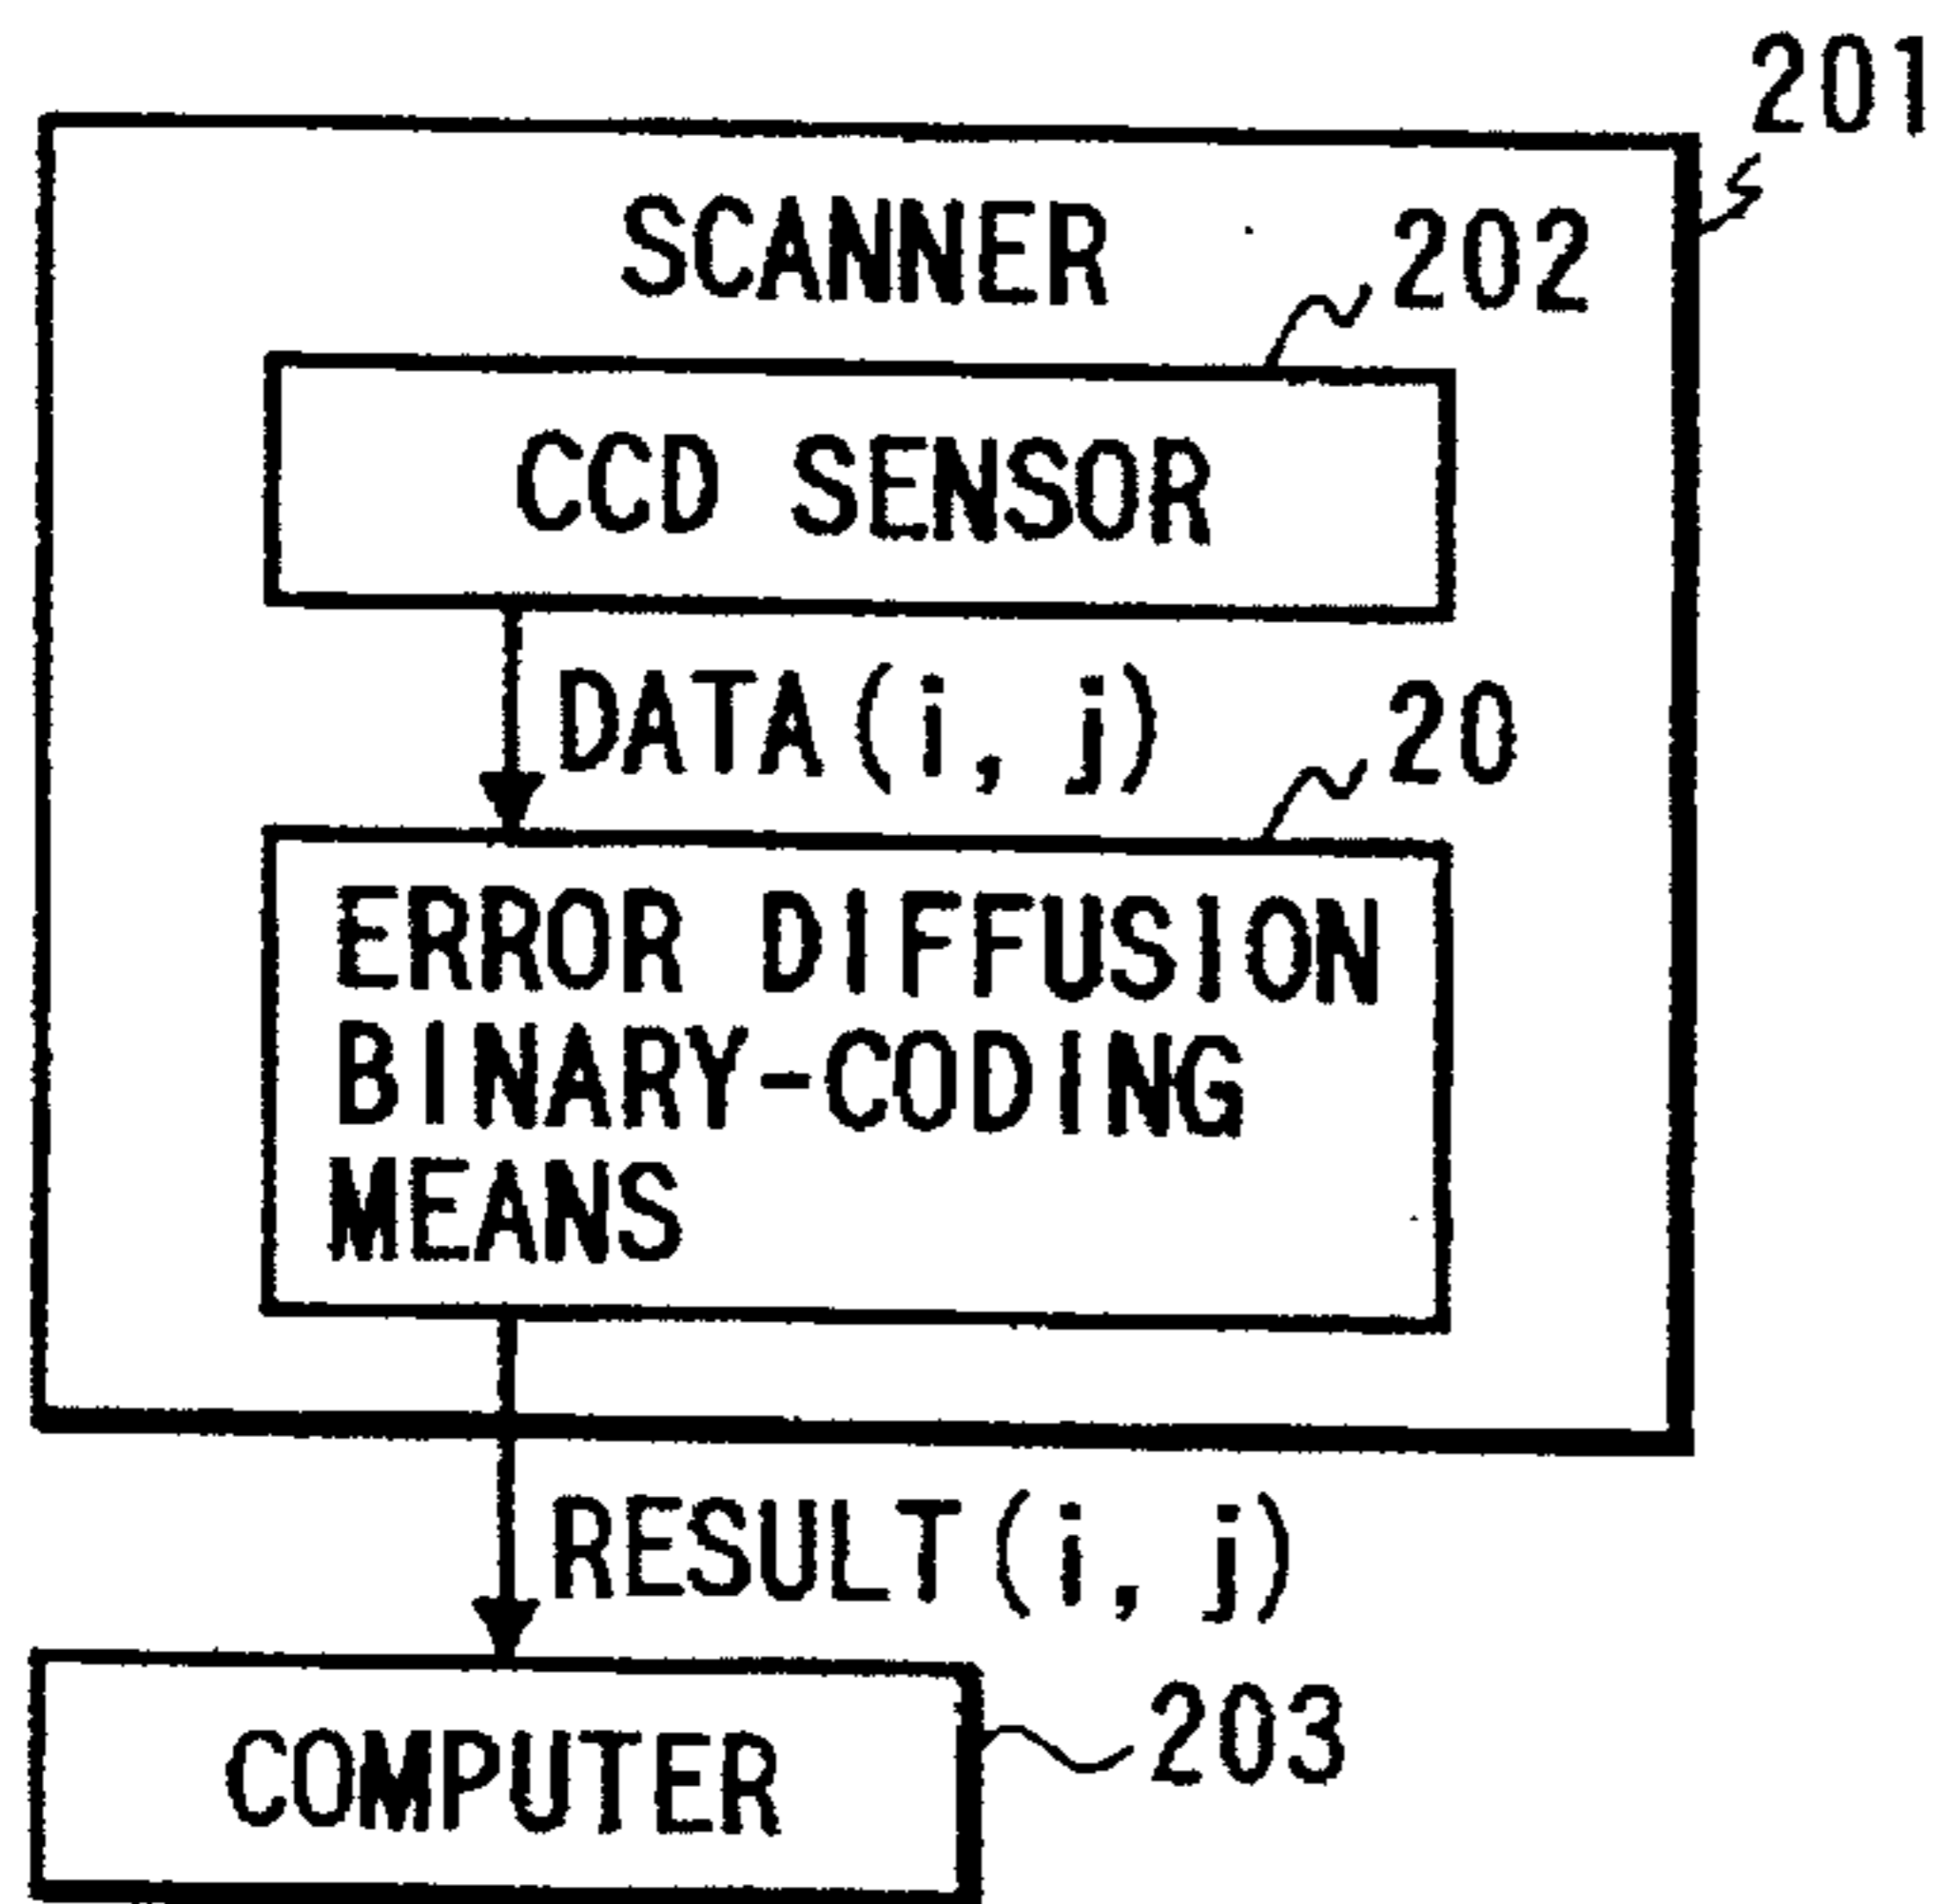 201
SCANNER
202
CCD SENSOR
DATA(i, j)
20
ERROR DIFFUSION
BINARY-CODING
MEANS
RESULT(i, j)
COMPUTER
203